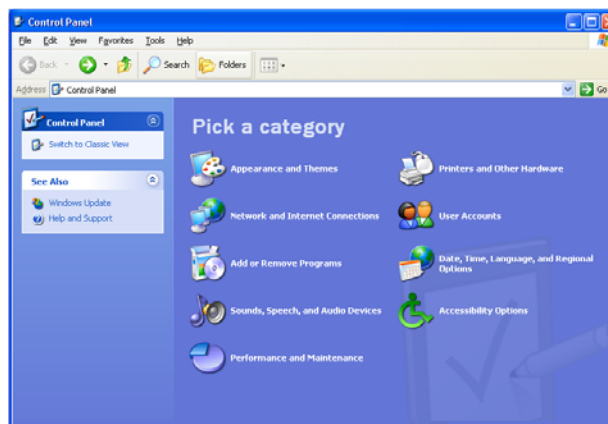 Control Panel
File Edit View Favorites Tools Help
Back Search Folders
Address Control Panel Go
Control Panel
Switch to Classic View
See Also
Windows Update
Help and Support
Pick a category
Appearance and Themes
Printers and Other Hardware
Network and Internet Connections
User Accounts
Add or Remove Programs
Date, Time, Language, and Regional
Options
Sounds, Speech, and Audio Devices
Accessibility Options
Performance and Maintenance